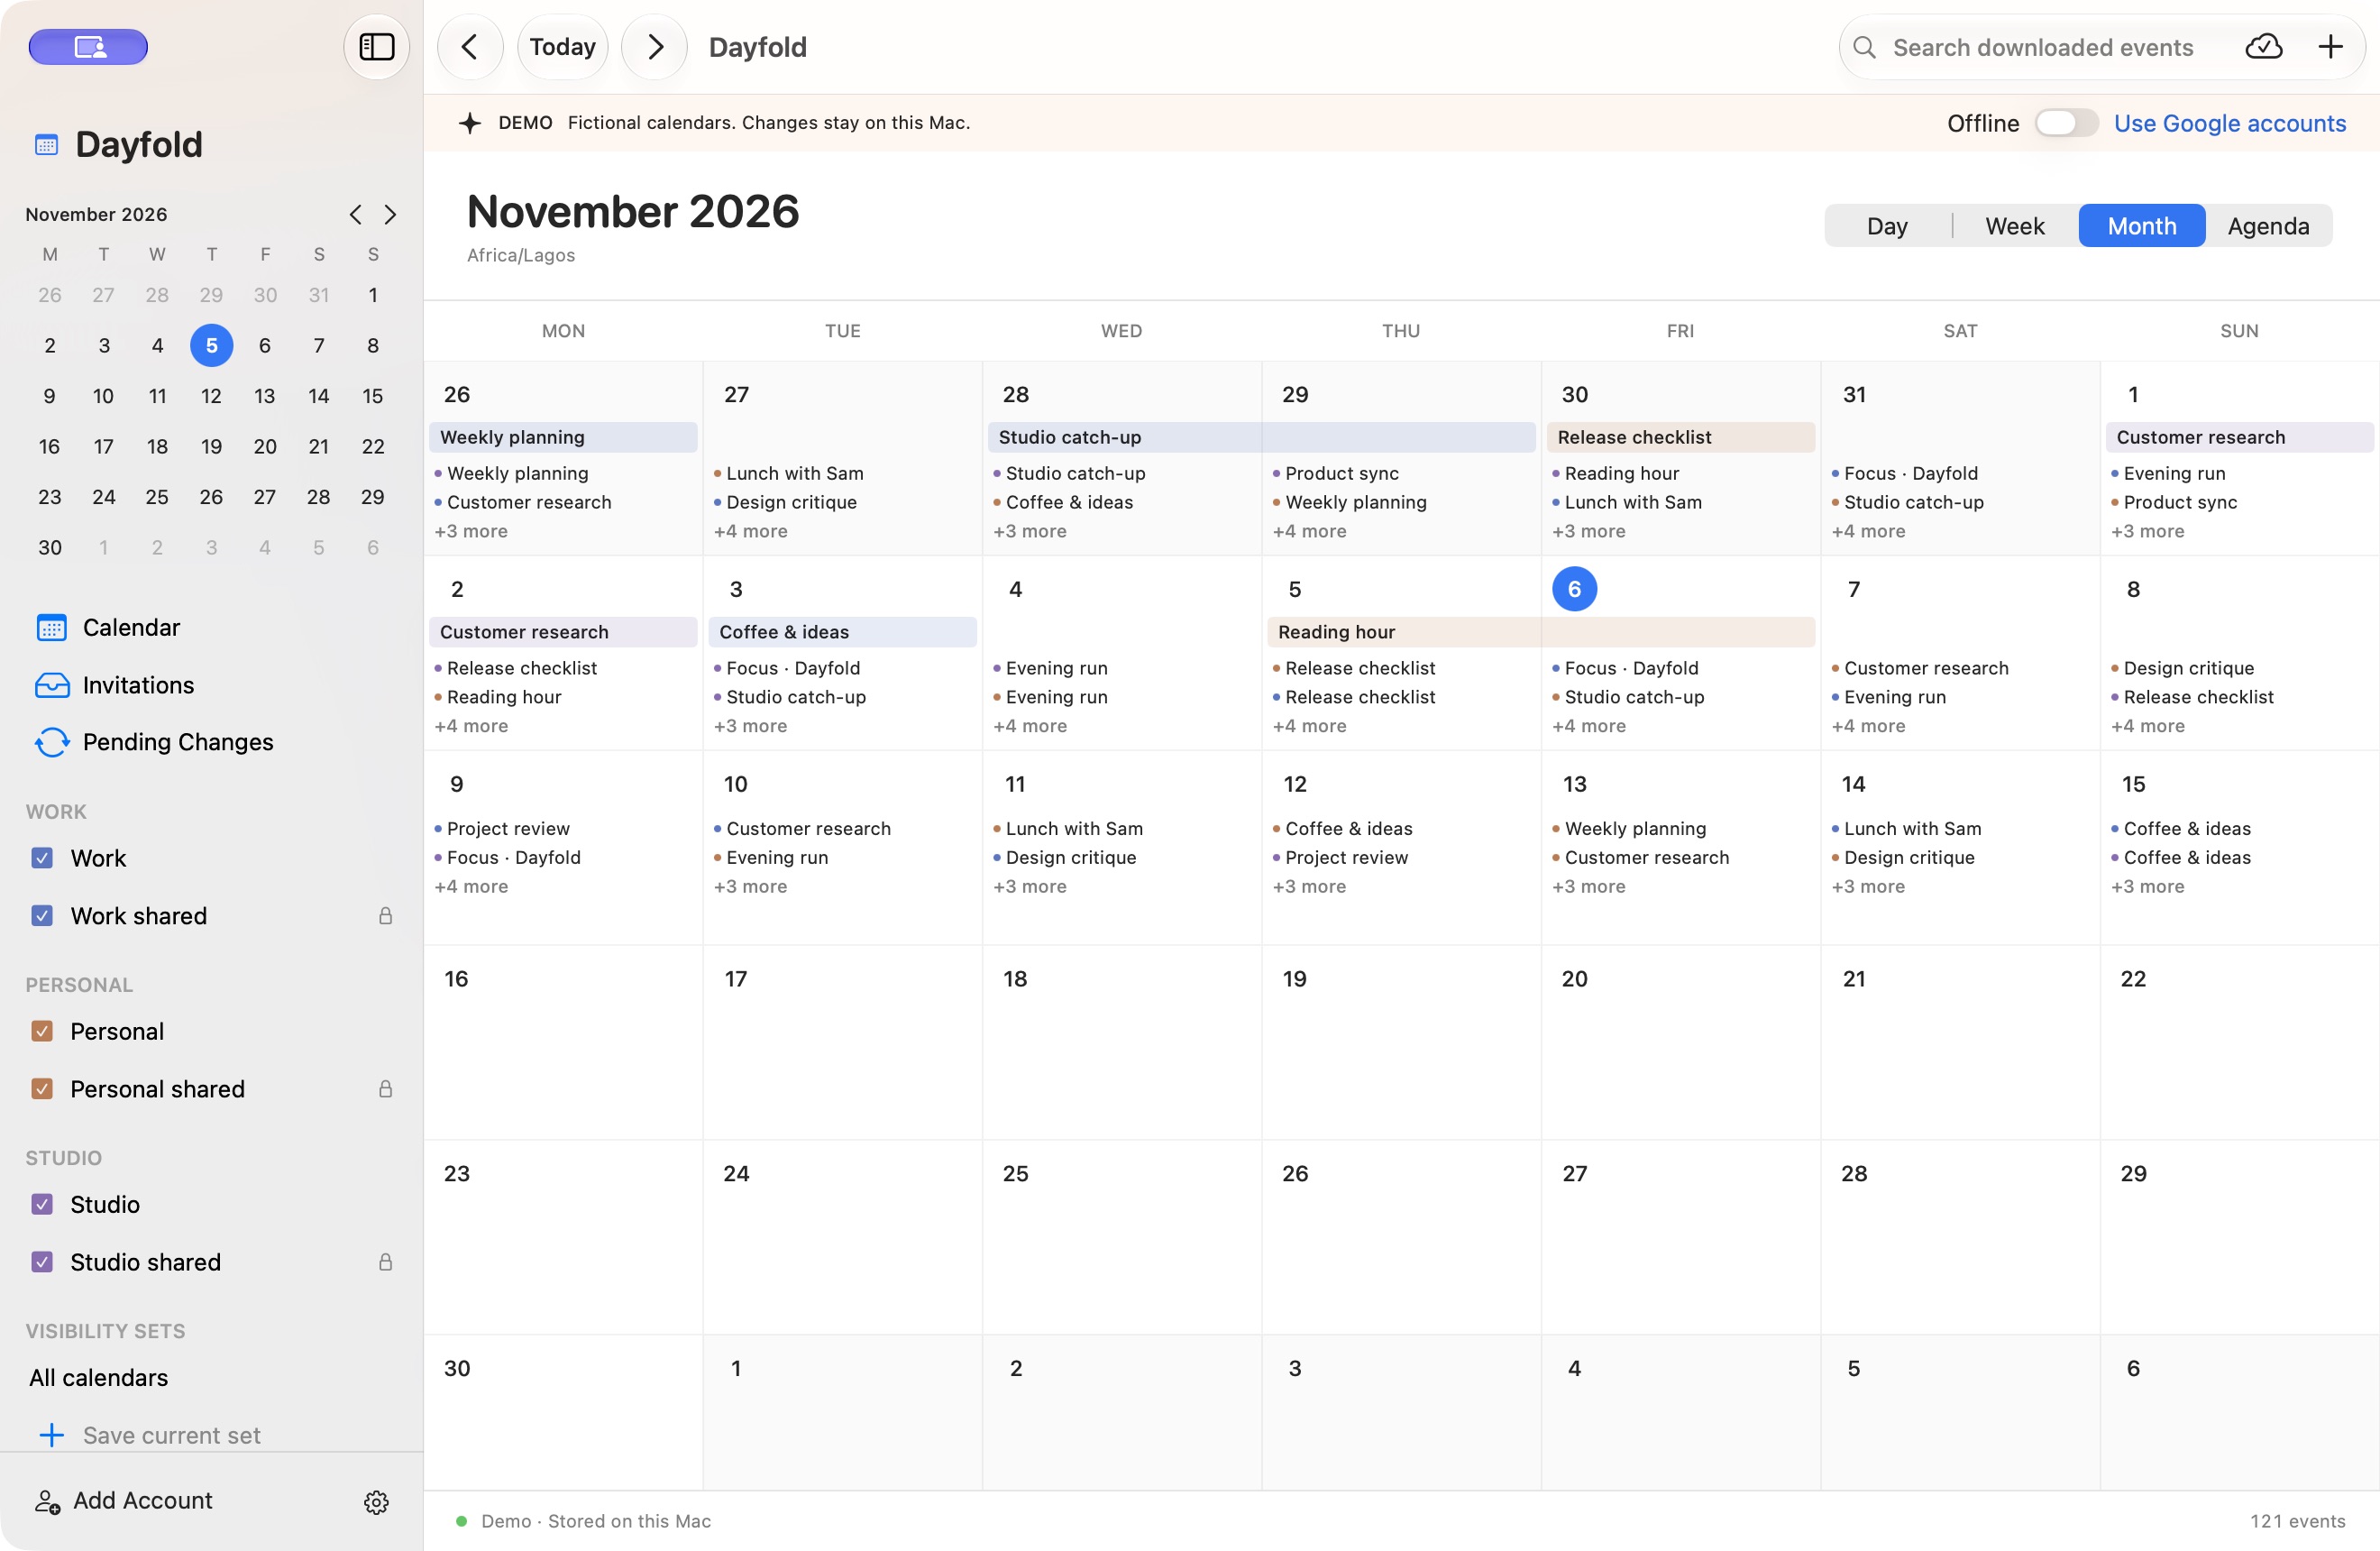 Dayfold
November 2026
M T W T F S S
26 27 28 29 30 31 1
2 3 4 5 6 7 8
9 10 11 12 13 14 15
16 17 18 19 20 21 22
23 24 25 26 27 28 29
30 1 2 3 4 5 6
Calendar
Invitations
Pending Changes
WORK
Work
Work shared
PERSONAL
Personal
Personal shared
STUDIO
Studio
Studio shared
VISIBILITY SETS
All calendars
Save current set
Add Account
Today Dayfold Search downloaded events
DEMO Fictional calendars. Changes stay on this Mac. Offline Use Google accounts
November 2026
Africa/Lagos
Day Week Month Agenda
MON TUE WED THU FRI SAT SUN
26 27 28 29 30 31 1
Weekly planning Studio catch-up Release checklist Customer research
Weekly planning Lunch with Sam Studio catch-up Product sync Reading hour Focus · Dayfold Evening run
Customer research Design critique Coffee & ideas Weekly planning Lunch with Sam Studio catch-up Product sync
+3 more +4 more +3 more +4 more +3 more +4 more +3 more
2 3 4 5 6 7 8
Customer research Coffee & ideas Reading hour
Release checklist Focus · Dayfold Evening run Release checklist Focus · Dayfold Customer research Design critique
Reading hour Studio catch-up Evening run Release checklist Studio catch-up Evening run Release checklist
+4 more +3 more +4 more +4 more +4 more +4 more +4 more
9 10 11 12 13 14 15
Project review Customer research Lunch with Sam Coffee & ideas Weekly planning Lunch with Sam Coffee & ideas
Focus · Dayfold Evening run Design critique Project review Customer research Design critique Coffee & ideas
+4 more +3 more +3 more +3 more +3 more +3 more +3 more
16 17 18 19 20 21 22
23 24 25 26 27 28 29
30 1 2 3 4 5 6
Demo · Stored on this Mac 121 events